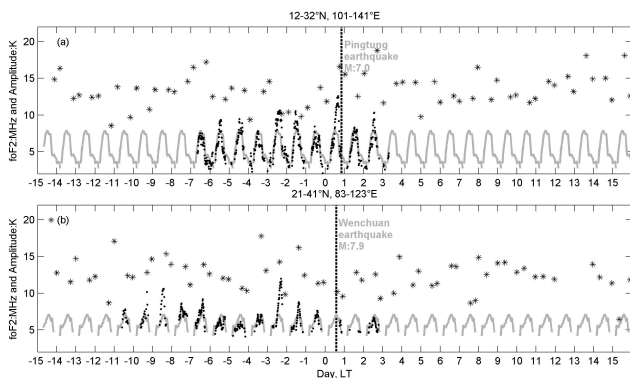 12-32°N, 101-141°E
(a)
Pingtung
earthquake
M:7.0
foF2:MHz and Amplitude:K
20
15
10
5
-15 -14 -13 -12 -11 -10 -9 -8 -7 -6 -5 -4 -3 -2 -1 0 1 2 3 4 5 6 7 8 9 10 11 12 13 14 15
21-41°N, 83-123°E
(b)
Wenchuan
earthquake
M:7.9
foF2:MHz and Amplitude:K
20
15
10
5
-15 -14 -13 -12 -11 -10 -9 -8 -7 -6 -5 -4 -3 -2 -1 0 1 2 3 4 5 6 7 8 9 10 11 12 13 14 15
Day, LT